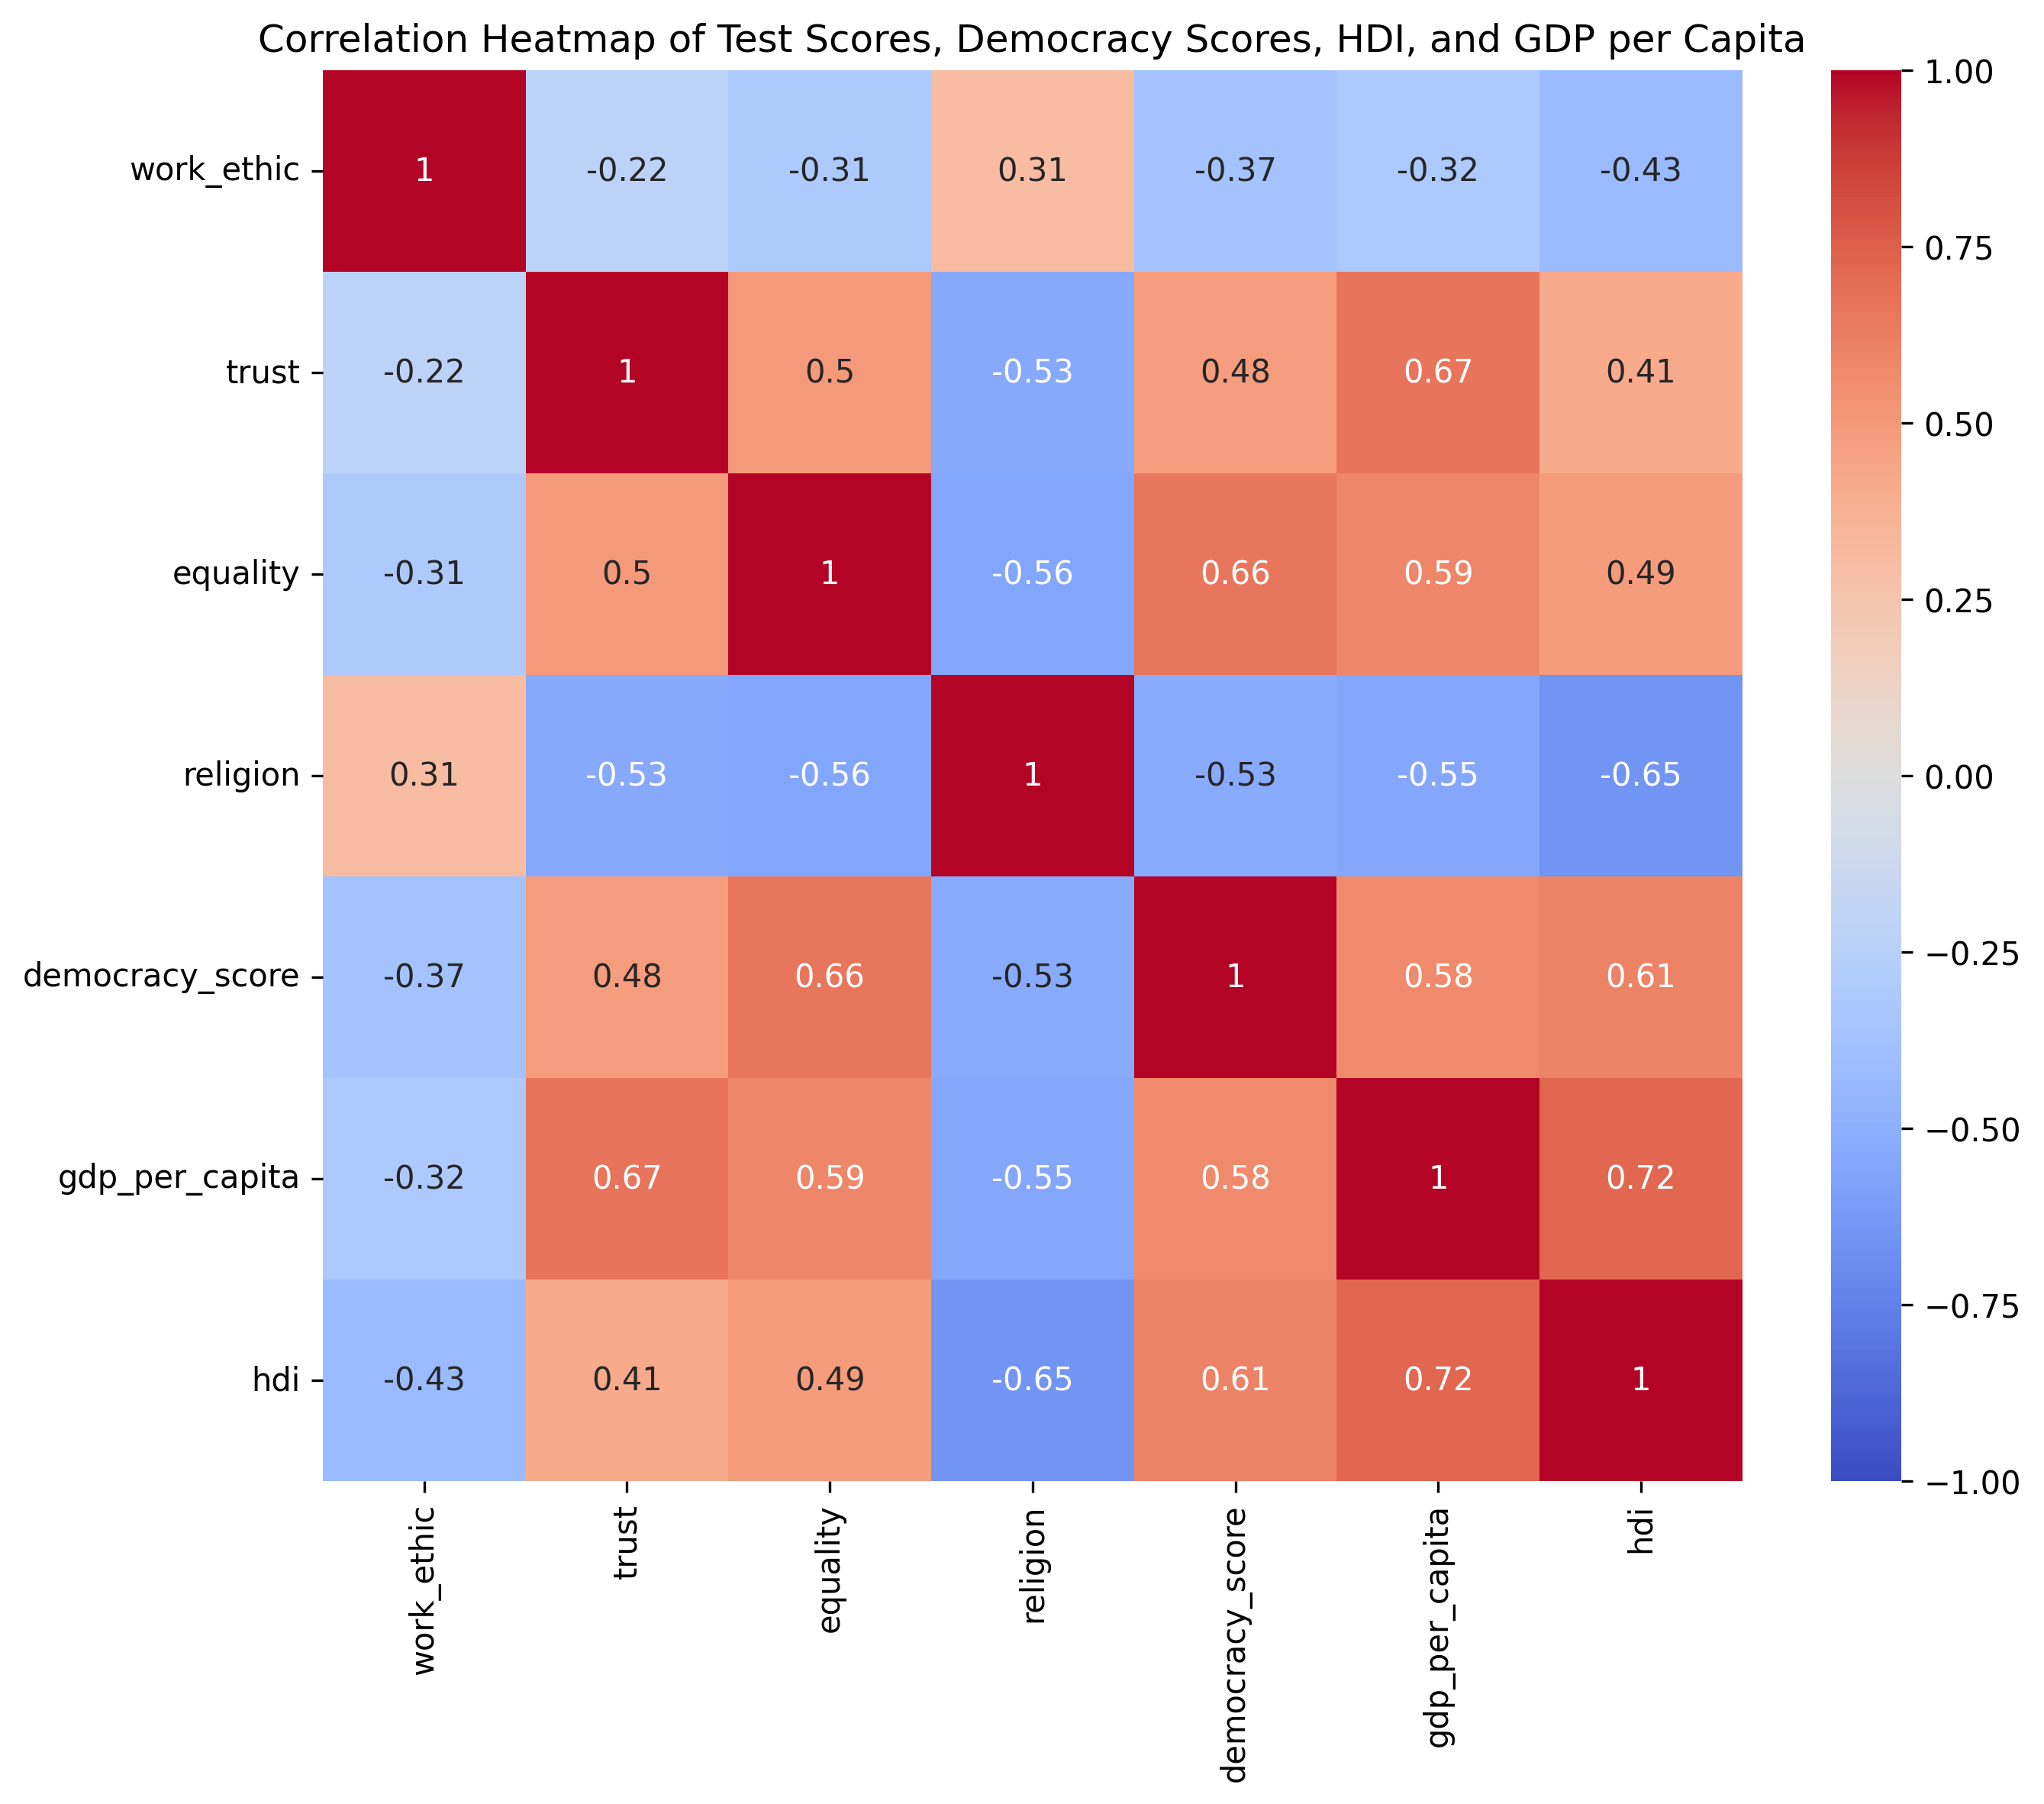 Correlation Heatmap of Test Scores, Democracy Scores, HDI, and GDP per Capita
work_ethic 1 -0.22 -0.31 0.31 -0.37 -0.32 -0.43
trust -0.22 1 0.5 -0.53 0.48 0.67 0.41
equality -0.31 0.5 1 -0.56 0.66 0.59 0.49
religion 0.31 -0.53 -0.56 1 -0.53 -0.55 -0.65
democracy_score -0.37 0.48 0.66 -0.53 1 0.58 0.61
gdp_per_capita -0.32 0.67 0.59 -0.55 0.58 1 0.72
hdi -0.43 0.41 0.49 -0.65 0.61 0.72 1
work_ethic
trust
equality
religion
democracy_score
gdp_per_capita
hdi
1.00
0.75
0.50
0.25
0.00
−0.25
−0.50
−0.75
−1.00